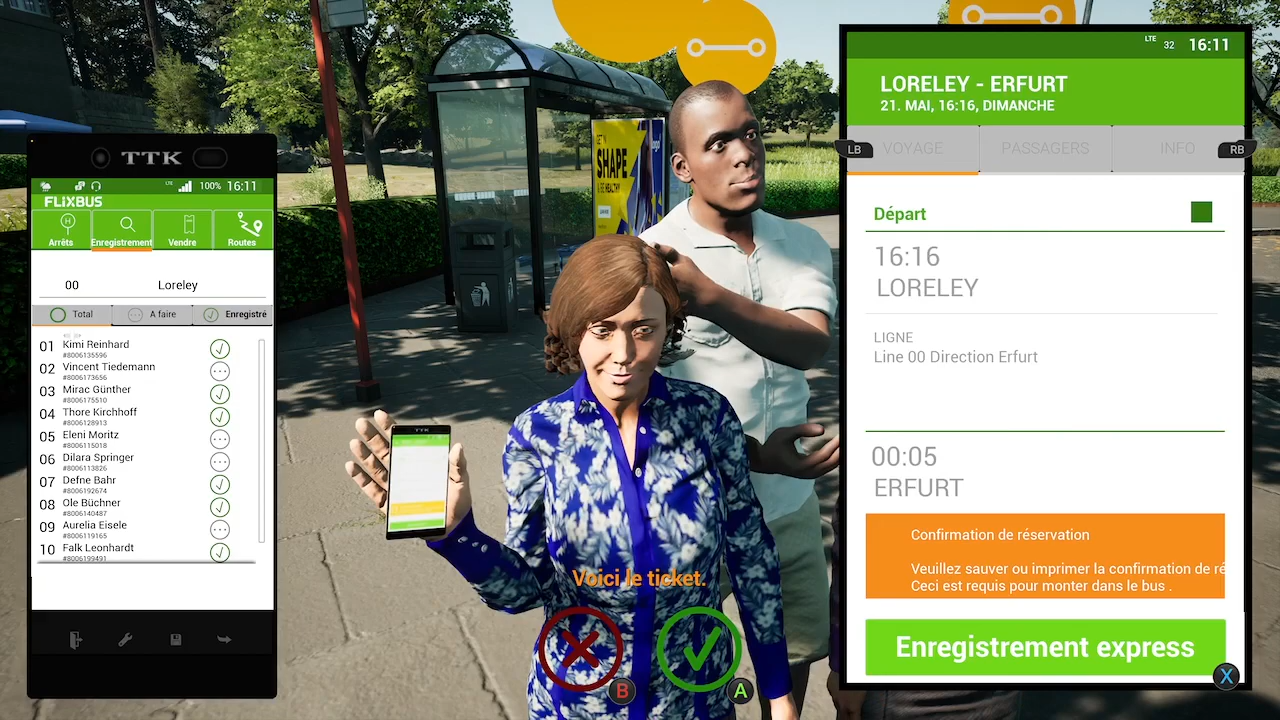 TTK
100% 16:11
FLIXBUS
Arrêts
Enregistrement
Vendre
Routes
00 Loreley
Total
A faire
Enregistré
01 Kimi Reinhard
#8006135596
02 Vincent Tiedemann
#8006173656
03 Mirac Günther
#8006175510
04 Thore Kirchhoff
#8006128913
05 Eleni Moritz
#8006115018
06 Dilara Springer
#8006113826
07 Defne Bahr
#8006192674
08 Ole Büchner
#8006140487
09 Aurelia Eisele
#8006119165
10 Falk Leonhardt
#8006199491
SHAPE
TTK
Voici le ticket.
B
A
LTE 32 16:11
LORELEY - ERFURT
21. MAI, 16:16, DIMANCHE
LB
VOYAGE
PASSAGERS
INFO
RB
Départ
16:16
LORELEY
LIGNE
Line 00 Direction Erfurt
00:05
ERFURT
Confirmation de réservation
Veuillez sauver ou imprimer la confirmation de ré
Ceci est requis pour monter dans le bus .
Enregistrement express
X